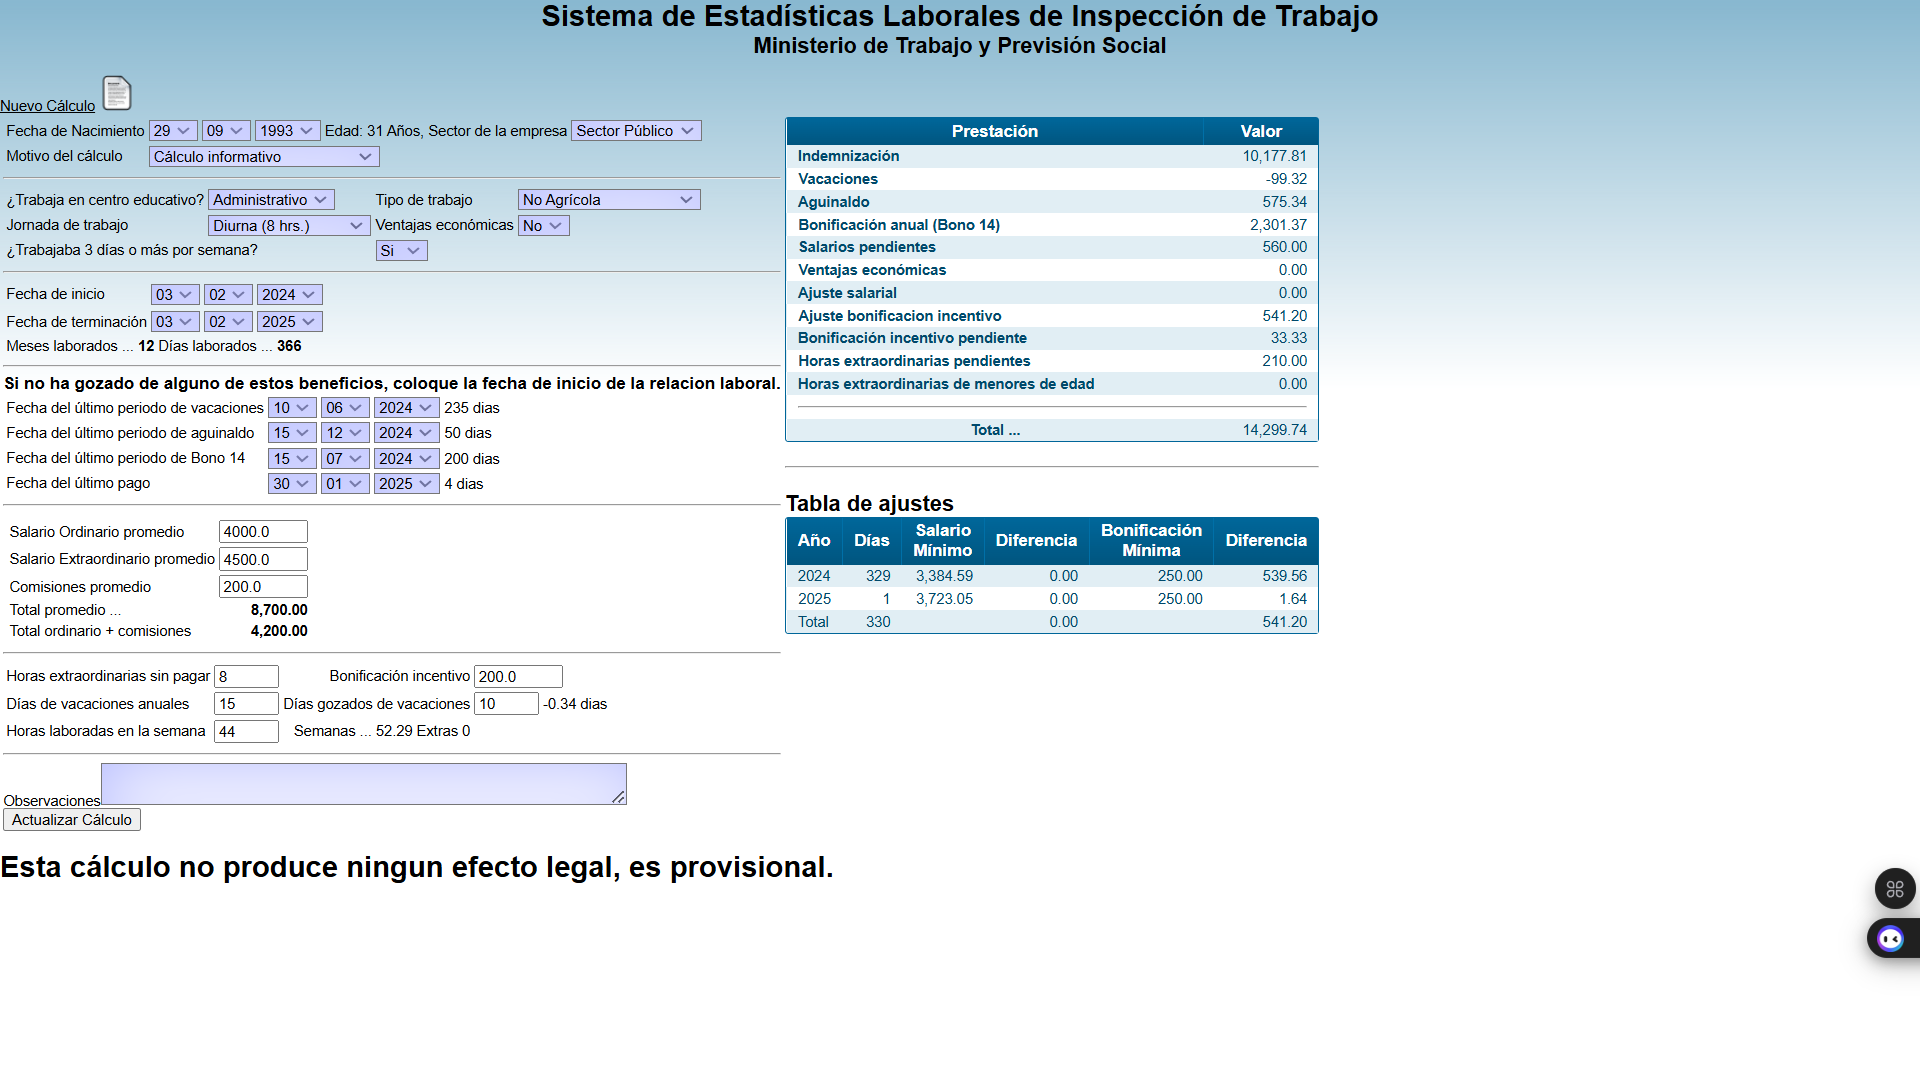 Sistema de Estadísticas Laborales de Inspección de Trabajo
Ministerio de Trabajo y Previsión Social
Nuevo Cálculo
Fecha de Nacimiento 29 09 1993 Edad: 31 Años, Sector de la empresa Sector Público
Motivo del cálculo Cálculo informativo
¿Trabaja en centro educativo? Administrativo Tipo de trabajo No Agrícola
Jornada de trabajo Diurna (8 hrs.) Ventajas económicas No
¿Trabajaba 3 días o más por semana? Si
Fecha de inicio 03 02 2024
Fecha de terminación 03 02 2025
Meses laborados ... 12 Días laborados ... 366
Si no ha gozado de alguno de estos beneficios, coloque la fecha de inicio de la relacion laboral.
Fecha del último periodo de vacaciones 10 06 2024 235 dias
Fecha del último periodo de aguinaldo 15 12 2024 50 dias
Fecha del último periodo de Bono 14 15 07 2024 200 dias
Fecha del último pago 30 01 2025 4 dias
Salario Ordinario promedio 4000.0
Salario Extraordinario promedio 4500.0
Comisiones promedio 200.0
Total promedio ... 8,700.00
Total ordinario + comisiones 4,200.00
Horas extraordinarias sin pagar 8 Bonificación incentivo 200.0
Días de vacaciones anuales 15 Días gozados de vacaciones 10 -0.34 dias
Horas laboradas en la semana 44 Semanas ... 52.29 Extras 0
Observaciones
Actualizar Cálculo
Prestación Valor
Indemnización 10,177.81
Vacaciones -99.32
Aguinaldo 575.34
Bonificación anual (Bono 14) 2,301.37
Salarios pendientes 560.00
Ventajas económicas 0.00
Ajuste salarial 0.00
Ajuste bonificacion incentivo 541.20
Bonificación incentivo pendiente 33.33
Horas extraordinarias pendientes 210.00
Horas extraordinarias de menores de edad 0.00
Total ... 14,299.74
Tabla de ajustes
Año Días Salario Mínimo Diferencia Bonificación Mínima Diferencia
2024 329 3,384.59 0.00 250.00 539.56
2025 1 3,723.05 0.00 250.00 1.64
Total 330 0.00 541.20
Esta cálculo no produce ningun efecto legal, es provisional.